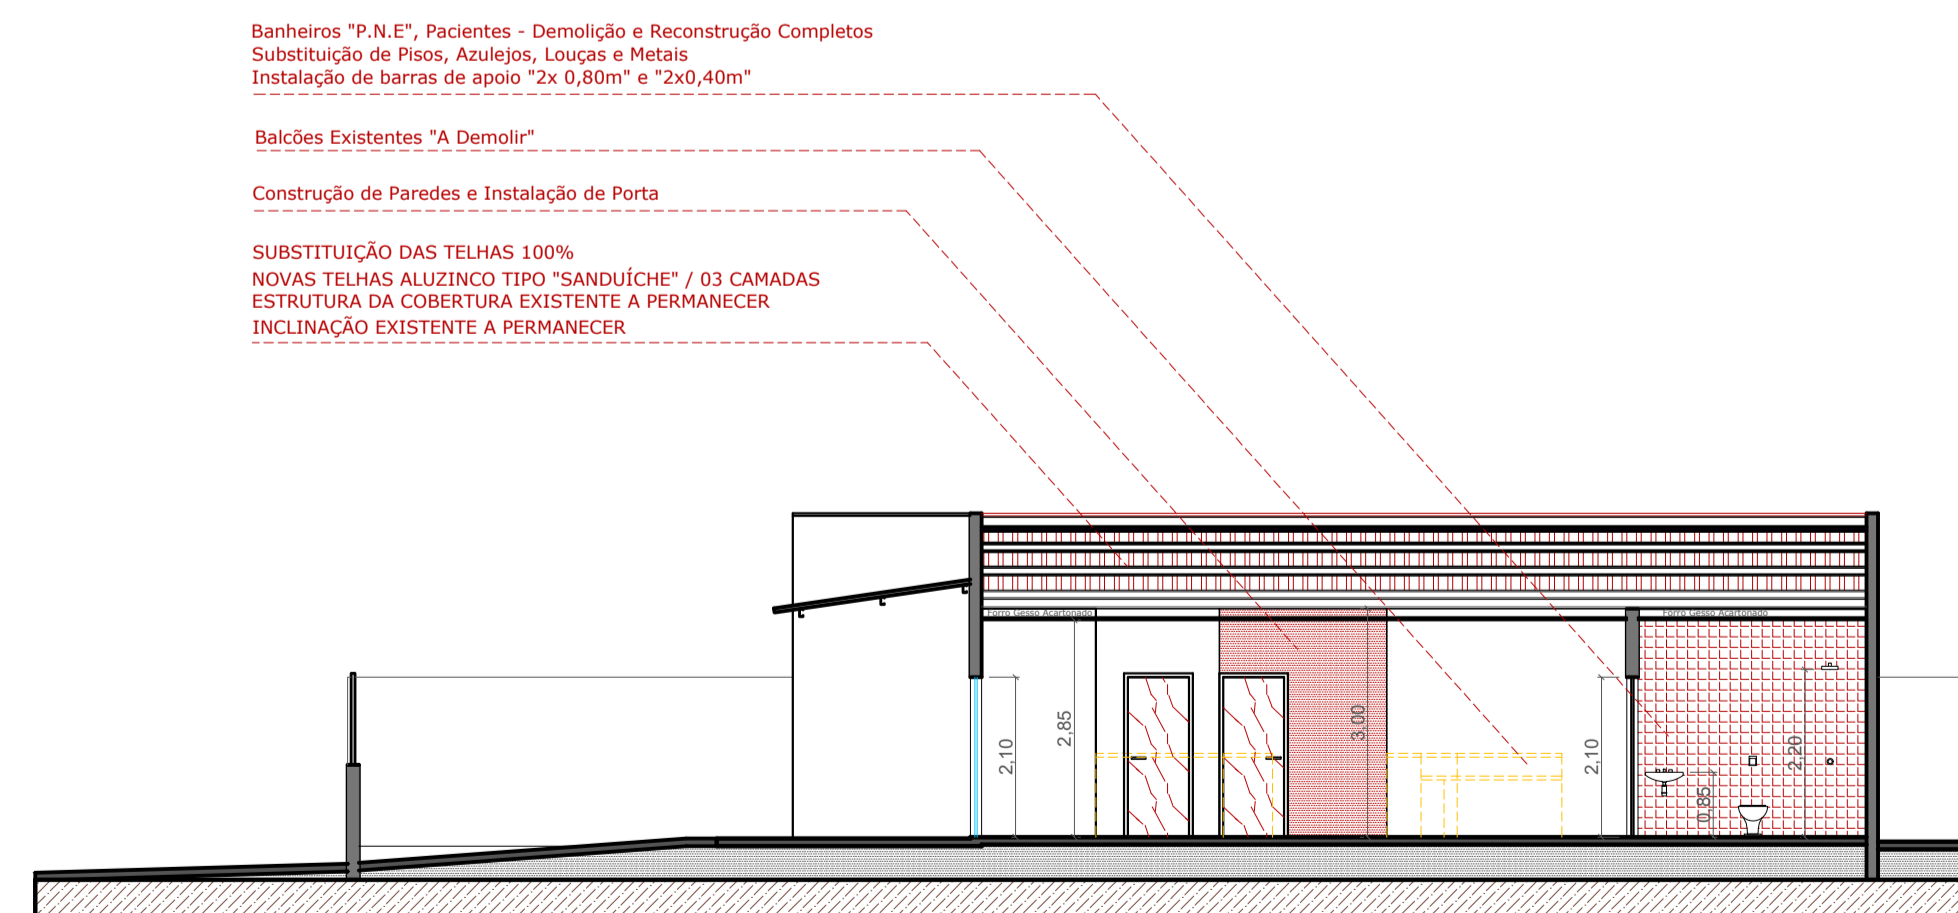 Banheiros "P.N.E", Pacientes - Demolição e Reconstrução Completos
Substituição de Pisos, Azulejos, Louças e Metais
Instalação de barras de apoio "2x 0,80m" e "2x0,40m"
Balcões Existentes "A Demolir"
Construção de Paredes e Instalação de Porta
SUBSTITUIÇÃO DAS TELHAS 100%
NOVAS TELHAS ALUZINCO TIPO "SANDUÍCHE" / 03 CAMADAS
ESTRUTURA DA COBERTURA EXISTENTE A PERMANECER
INCLINAÇÃO EXISTENTE A PERMANECER
Forro Gesso Acartonado
Forro Gesso Acartonado
2,10
2,85
3,00
2,10
0,85
2,20